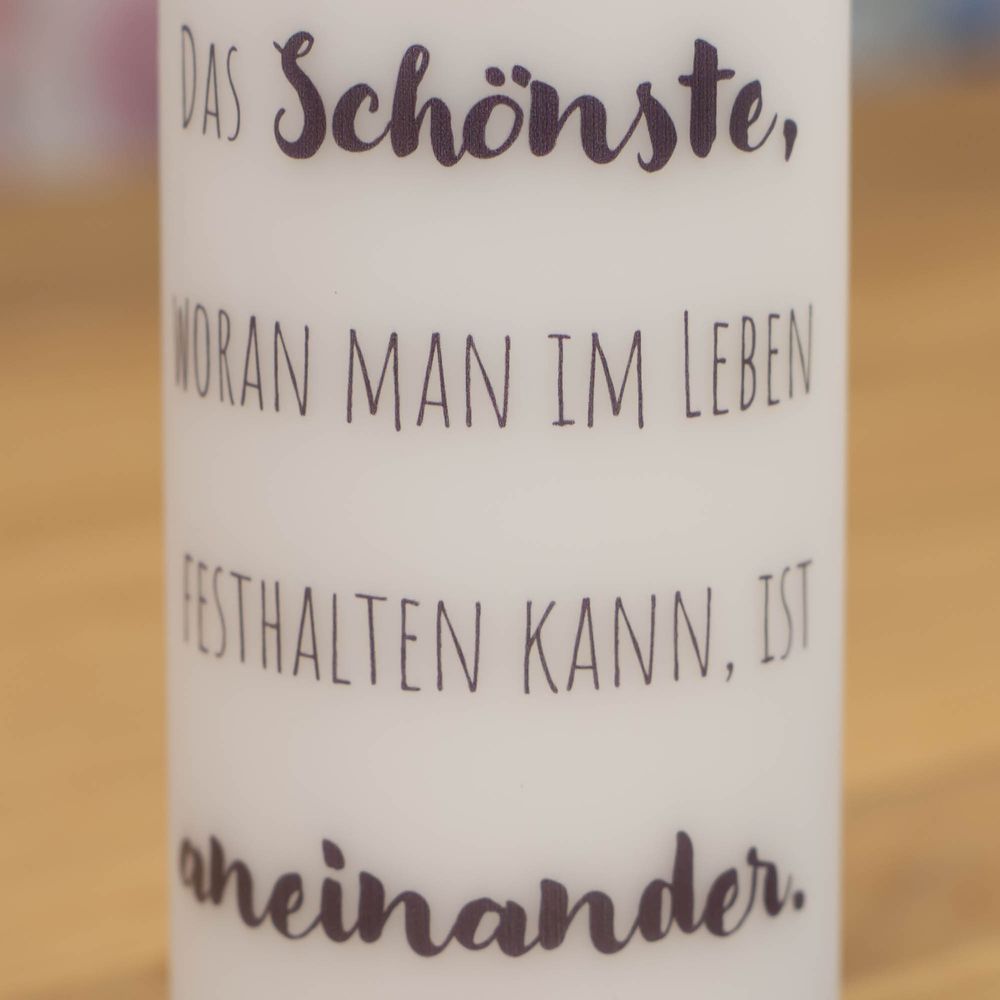 Das Schönste,
woran man im Leben
festhalten kann, ist
aneinander.